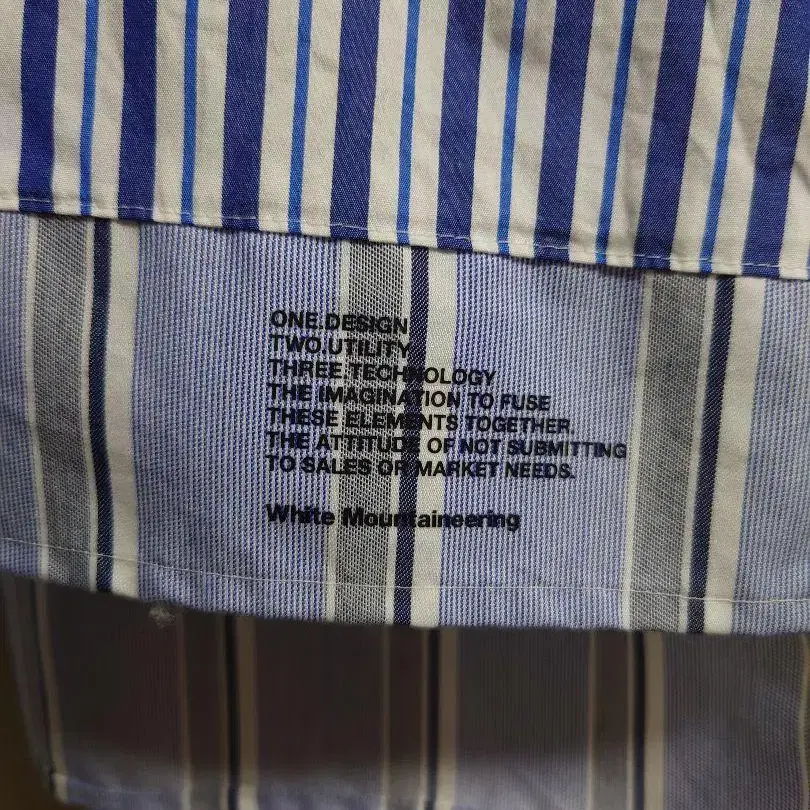 ONE.DESIGN
TWO.UTILITY
THREE.TECHNOLOGY
THE IMAGINATION TO FUSE
THESE ELEMENTS TOGETHER.
THE ATTITUDE OF NOT SUBMITTING
TO SALES OR MARKET NEEDS.
White Mountaineering